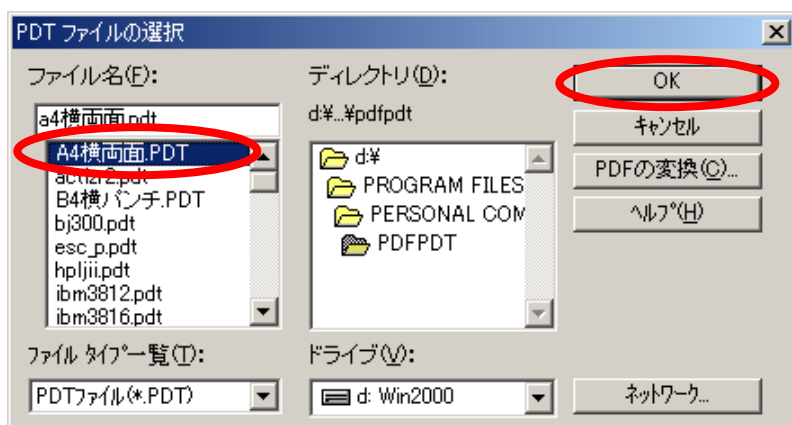 PDT ファイルの選択
ファイル名(F):
ディレクトリ(D):
OK
a4横両面.pdt
d:¥...¥pdfpdt
キャンセル
A4横両面.PDT
B4横パンチ.PDT
bj300.pdt
esc_p.pdt
hpljii.pdt
ibm3812.pdt
ibm3816.pdt
d:¥
PROGRAM FILES
PERSONAL COM
PDFPDT
PDFの変換(C)...
ヘルプ(H)
ファイル タイプ一覧(T):
ドライブ(V):
PDTファイル(*.PDT)
d: Win2000
ネットワーク...